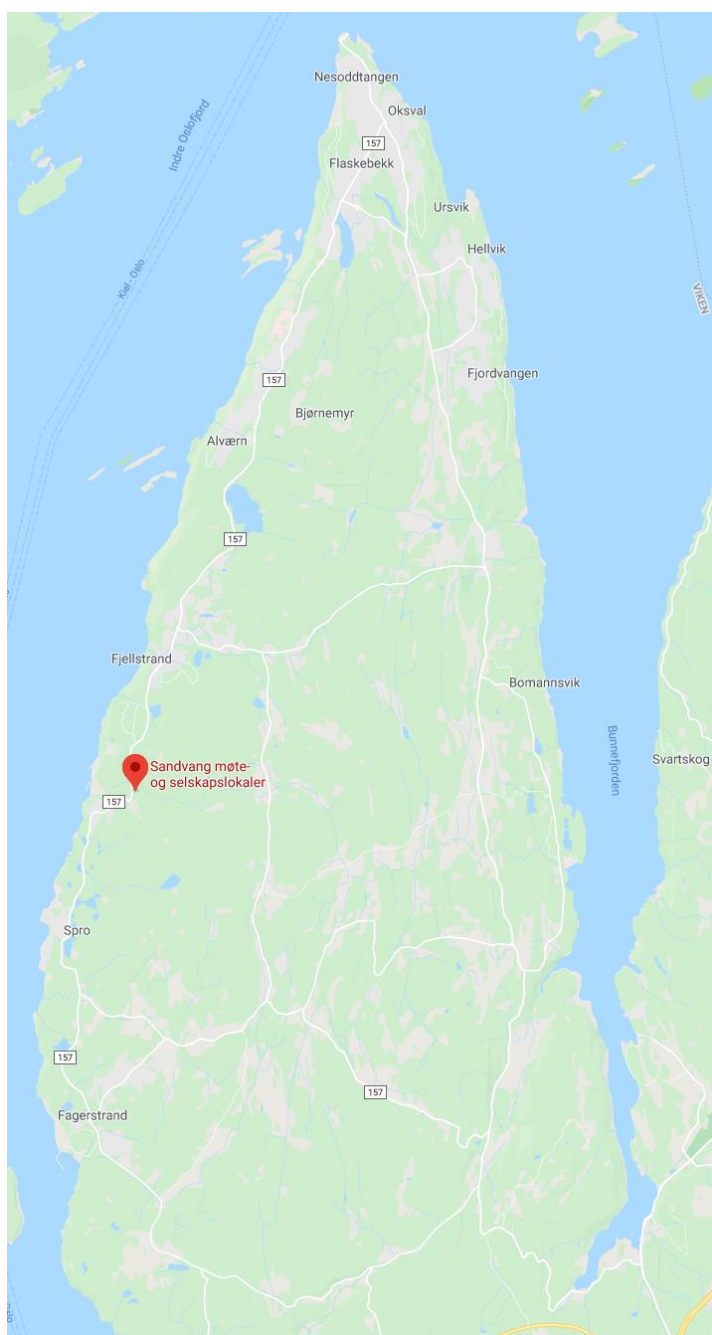 Nesoddtangen
Oksval
157
Flaskebekk
Indre Oslofjord
Ursvik
Hellvik
Kiel - Oslo
VIKEN
Fjordvangen
157
Bjørnemyr
Alværn
157
Fjellstrand
Bomannsvik
Bunnefjorden
Svartskog
Sandvang møte-
og selskapslokaler
157
Spro
157
157
Fagerstrand